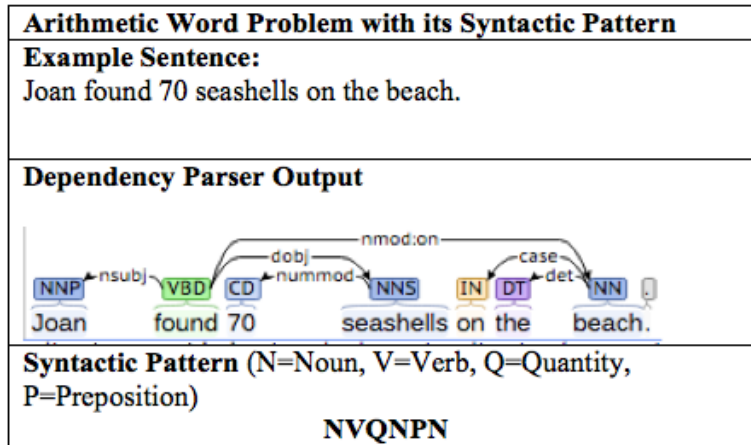 Arithmetic Word Problem with its Syntactic Pattern
Example Sentence:
Joan found 70 seashells on the beach.
Dependency Parser Output
nmod:on
dobj case
nsubj nummod det
NNP VBD CD NNS IN DT NN .
Joan found 70 seashells on the beach.
Syntactic Pattern (N=Noun, V=Verb, Q=Quantity,
P=Preposition)
NVQNPN